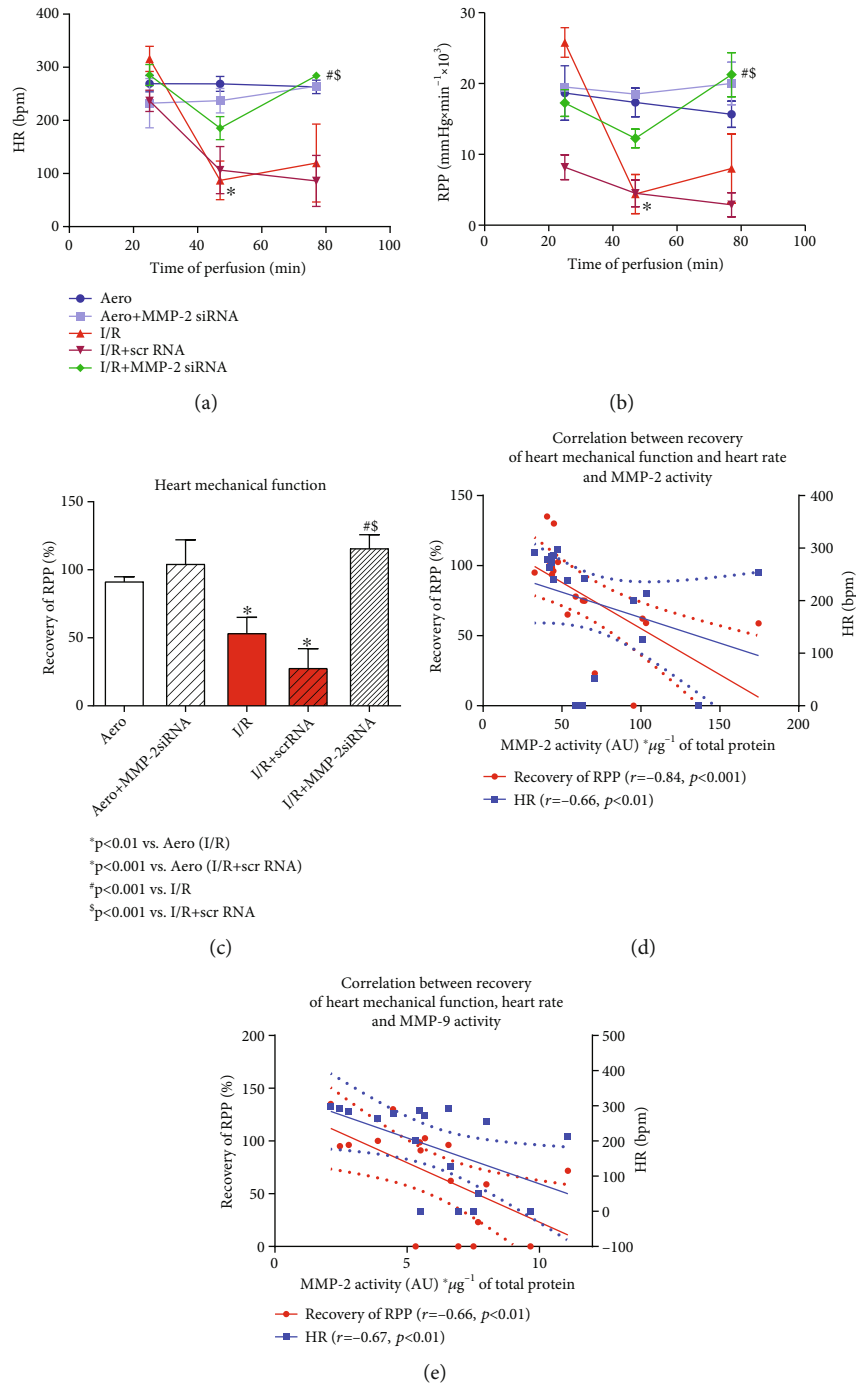 400
300
200
100
0
HR (bpm)
#$
*
0 20 40 60 80 100
Time of perfusion (min)
Aero
Aero+MMP-2 siRNA
I/R
I/R+scr RNA
I/R+MMP-2 siRNA
(a)
30
20
10
0
RPP (mmHg×min⁻¹×10³)
#$
*
0 20 40 60 80 100
Time of perfusion (min)
(b)
Heart mechanical function
150
100
50
0
Recovery of RPP (%)
*
*
#$
Aero
Aero+MMP-2siRNA
I/R
I/R+scrRNA
I/R+MMP-2siRNA
*p<0.01 vs. Aero (I/R)
*p<0.001 vs. Aero (I/R+scr RNA)
#p<0.001 vs. I/R
$p<0.001 vs. I/R+scr RNA
(c)
Correlation between recovery
of heart mechanical function and heart rate
and MMP-2 activity
150
100
50
0
Recovery of RPP (%)
400
300
200
100
0
HR (bpm)
0 50 100 150 200
MMP-2 activity (AU) *μg⁻¹ of total protein
Recovery of RPP (r=–0.84, p<0.001)
HR (r=–0.66, p<0.01)
(d)
Correlation between recovery
of heart mechanical function, heart rate
and MMP-9 activity
200
150
100
50
0
Recovery of RPP (%)
500
400
300
200
100
0
–100
HR (bpm)
0 5 10
MMP-2 activity (AU) *μg⁻¹ of total protein
Recovery of RPP (r=–0.66, p<0.01)
HR (r=–0.67, p<0.01)
(e)